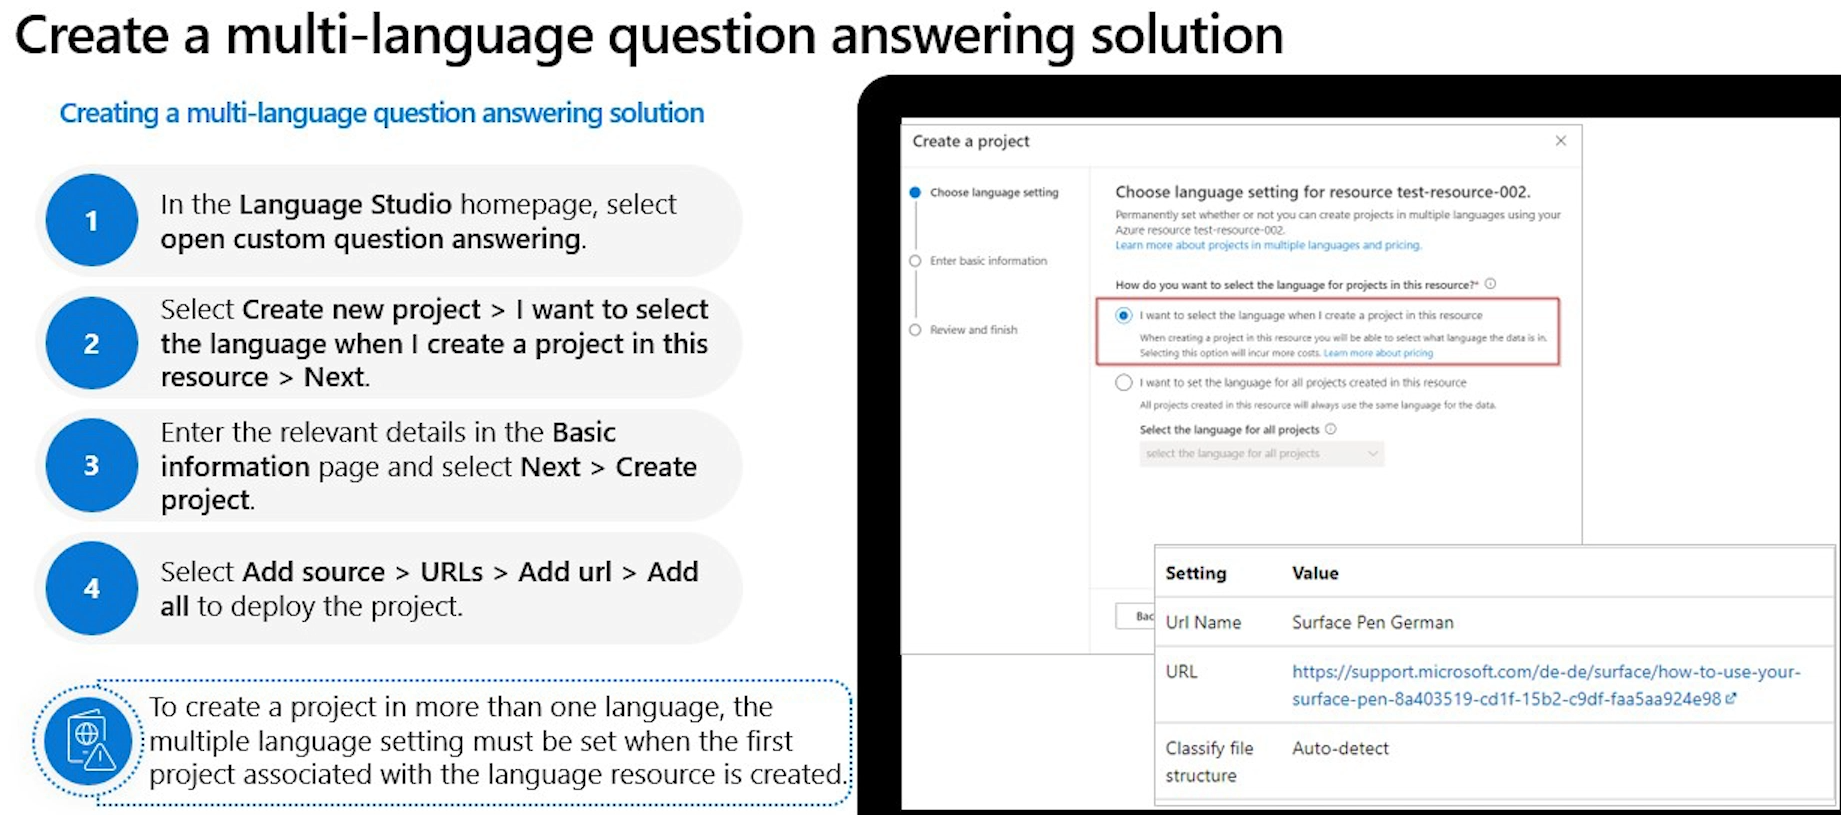 Create a multi-language question answering solution
Creating a multi-language question answering solution
1
In the Language Studio homepage, select
open custom question answering.
2
Select Create new project > I want to select
the language when I create a project in this
resource > Next.
3
Enter the relevant details in the Basic
information page and select Next > Create
project.
4
Select Add source > URLs > Add url > Add
all to deploy the project.
To create a project in more than one language, the
multiple language setting must be set when the first
project associated with the language resource is created.
Create a project
Choose language setting
Enter basic information
Review and finish
Choose language setting for resource test-resource-002.
Permanently set whether or not you can create projects in multiple languages using your
Azure resource test-resource-002.
Learn more about projects in multiple languages and pricing.
How do you want to select the language for projects in this resource?*
I want to select the language when I create a project in this resource
When creating a project in this resource you will be able to select what language the data is in.
Selecting this option will incur more costs. Learn more about pricing
I want to set the language for all projects created in this resource
All projects created in this resource will always use the same language for the data.
Select the language for all projects
select the language for all projects
Bac
Setting Value
Url Name Surface Pen German
URL https://support.microsoft.com/de-de/surface/how-to-use-your-
surface-pen-8a403519-cd1f-15b2-c9df-faa5aa924e98
Classify file Auto-detect
structure